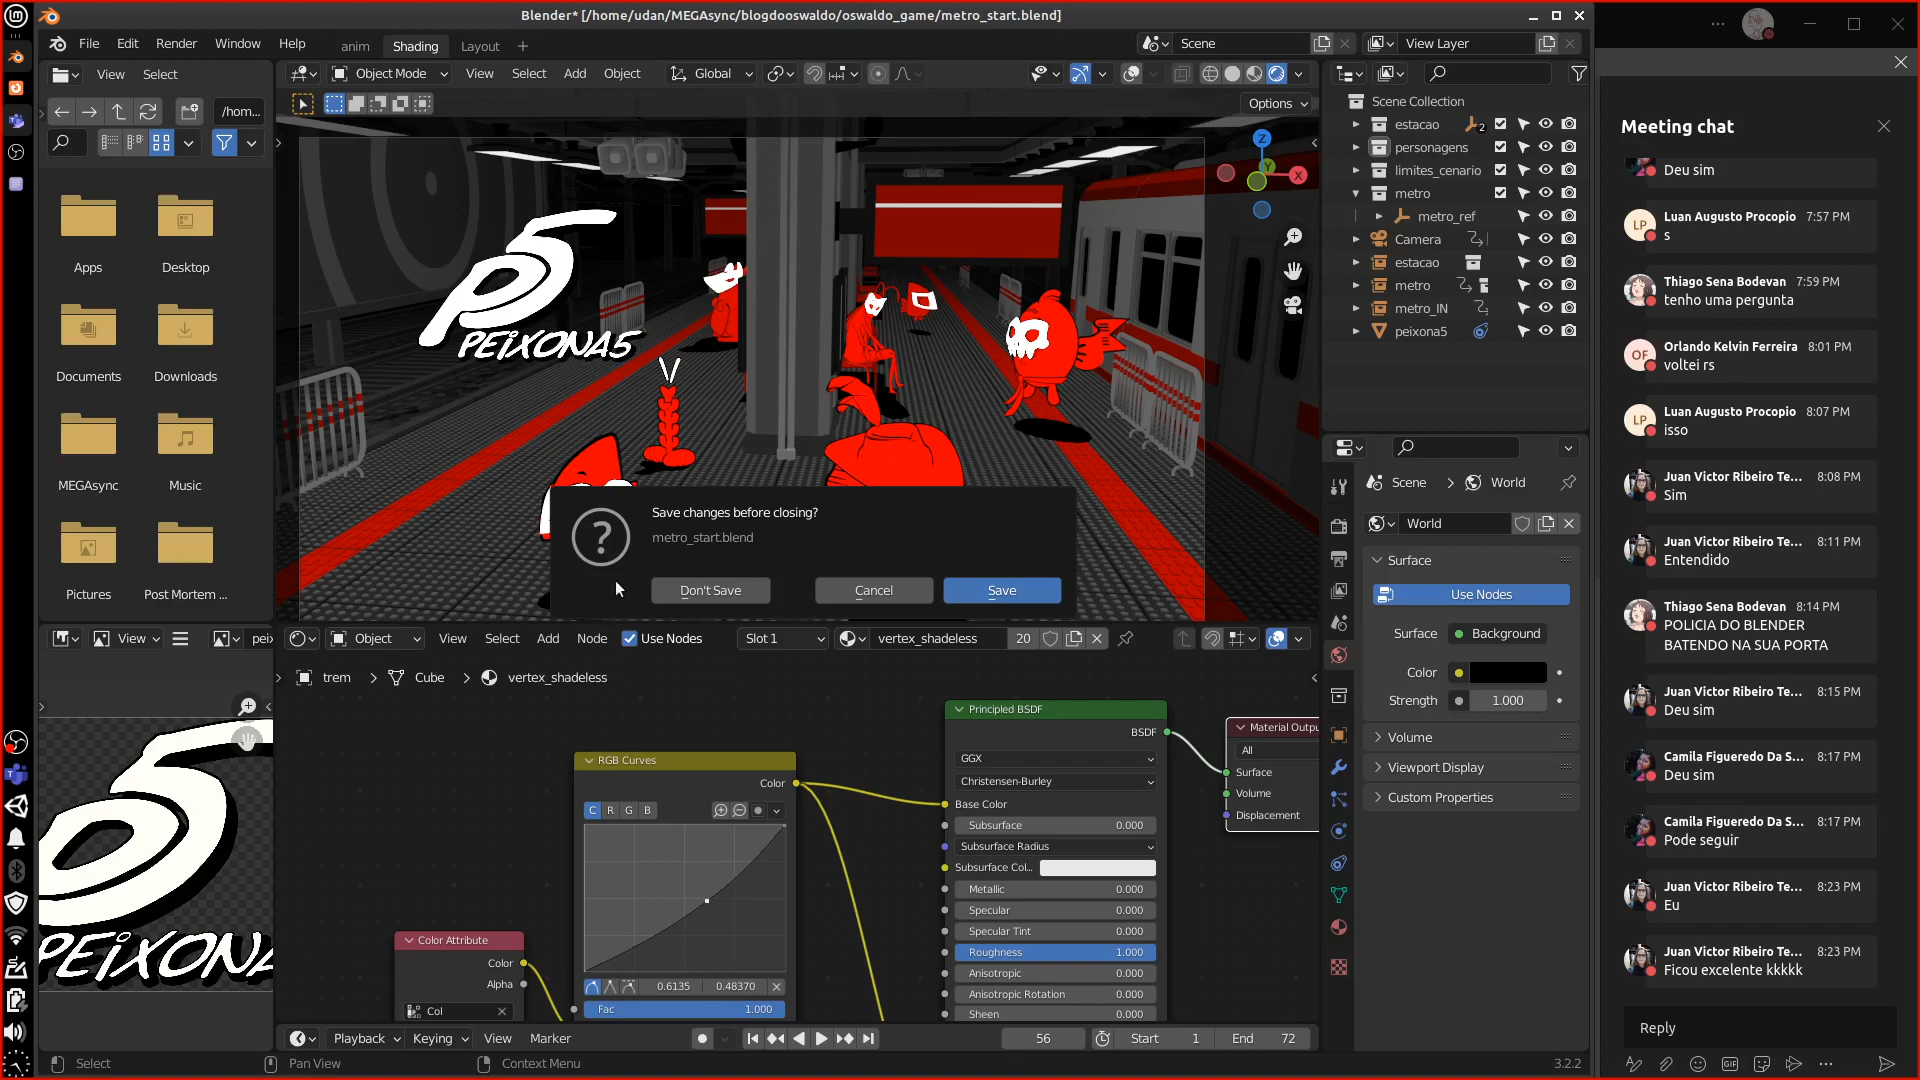 Blender* [/home/udan/MEGAsync/blogdooswaldo/oswaldo_game/metro_start.blend]
File Edit Render Window Help
anim Shading Layout
Scene
View Layer
View Select
Object Mode
View Select Add Object
Global
/hom...
Options
Scene Collection
estacao 2
personagens
limites_cenario
metro
metro_ref
Camera
estacao
metro
metro_IN
peixona5
Apps
Desktop
Documents
Downloads
MEGAsync
Music
Pictures
Post Mortem ...
p5
PEIXONA5
Z
Y
X
Save changes before closing?
metro_start.blend
Don't Save
Cancel
Save
Scene > World
World
Surface
Use Nodes
Surface
Background
Color
Strength
1.000
Volume
Viewport Display
Custom Properties
View
pei
Object
View Select Add Node
Use Nodes
Slot 1
vertex_shadeless
20
trem > Cube > vertex_shadeless
Principled BSDF
BSDF
GGX
Christensen-Burley
Base Color
Subsurface 0.000
Subsurface Radius
Subsurface Col..
Metallic 0.000
Specular 0.000
Specular Tint 0.000
Roughness 1.000
Anisotropic 0.000
Anisotropic Rotation 0.000
Sheen 0.000
Material Outpu
All
Surface
Volume
Displacement
RGB Curves
Color
C R G B
0.6135 0.48370
Fac 1.000
Color Attribute
Color
Alpha
Col
5
PEIXONA
Playback Keying View Marker
56
Start 1
End 72
Select
Pan View
Context Menu
3.2.2
Meeting chat
Deu sim
LP
Luan Augusto Procopio 7:57 PM
s
Thiago Sena Bodevan 7:59 PM
tenho uma pergunta
OF
Orlando Kelvin Ferreira 8:01 PM
voltei rs
LP
Luan Augusto Procopio 8:07 PM
isso
Juan Victor Ribeiro Te... 8:08 PM
Sim
Juan Victor Ribeiro Te... 8:11 PM
Entendido
Thiago Sena Bodevan 8:14 PM
POLICIA DO BLENDER
BATENDO NA SUA PORTA
Juan Victor Ribeiro Te... 8:15 PM
Deu sim
Camila Figueredo Da S... 8:17 PM
Deu sim
Camila Figueredo Da S... 8:17 PM
Pode seguir
Juan Victor Ribeiro Te... 8:23 PM
Eu
Juan Victor Ribeiro Te... 8:23 PM
Ficou excelente kkkkk
Reply
GIF